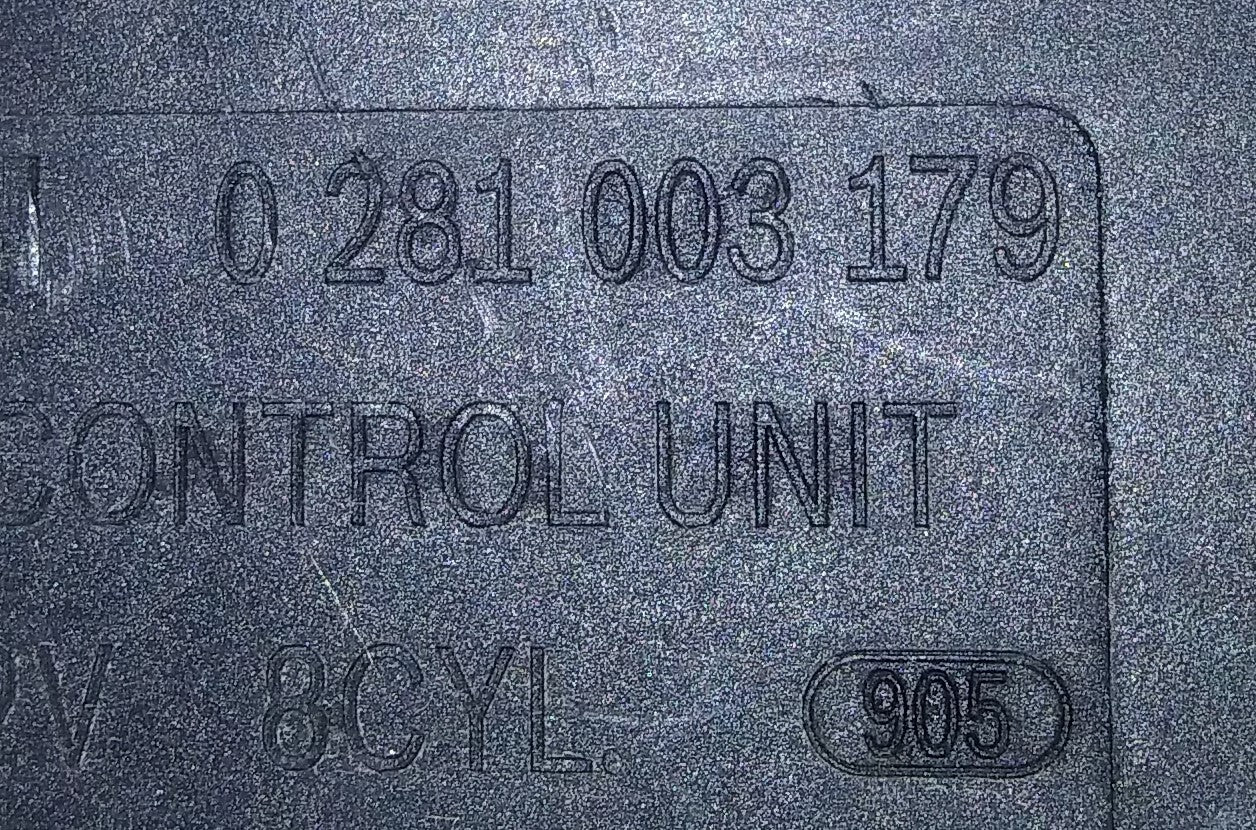 0 281 003 179
CONTROL UNIT
V 8CYL. 905